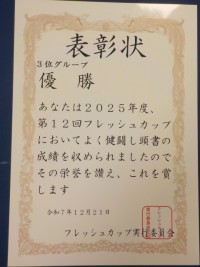 表彰状
3位グループ
優勝
あなたは2025年度、
第12回フレッシュカップ
においてよく健闘し頭書の
成績を収められましたので
その栄誉を讃え、これを賞
します
令和7年12月21日
フレッシュカップ実行委員会